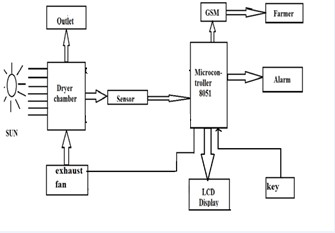 Outlet
GSM
Farmer
Dryer
chamber
Sensor
Microcon-
troller
8051
Alarm
SUN
exhaust
fan
LCD
Display
key